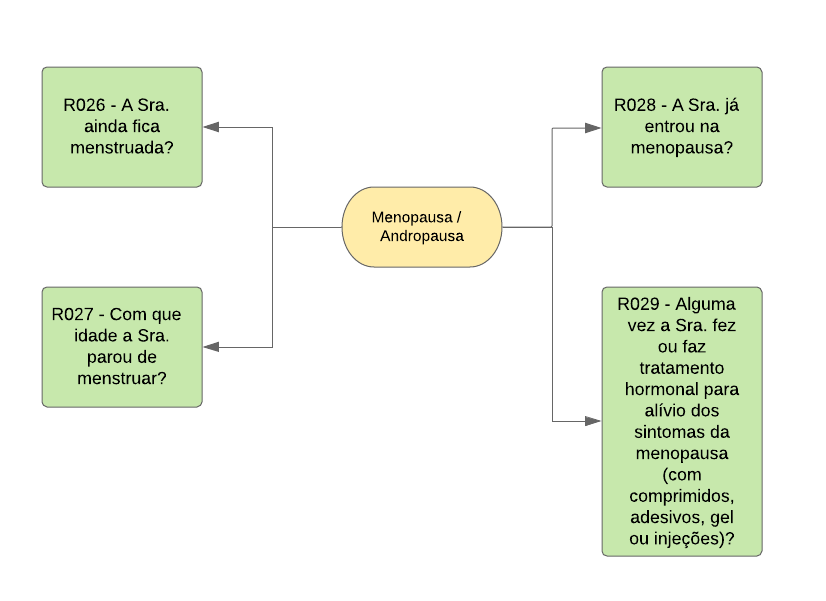 R026 - A Sra.
ainda fica
menstruada?
R028 - A Sra. já
entrou na
menopausa?
Menopausa /
Andropausa
R027 - Com que
idade a Sra.
parou de
menstruar?
R029 - Alguma
vez a Sra. fez
ou faz
tratamento
hormonal para
alívio dos
sintomas da
menopausa
(com
comprimidos,
adesivos, gel
ou injeções)?